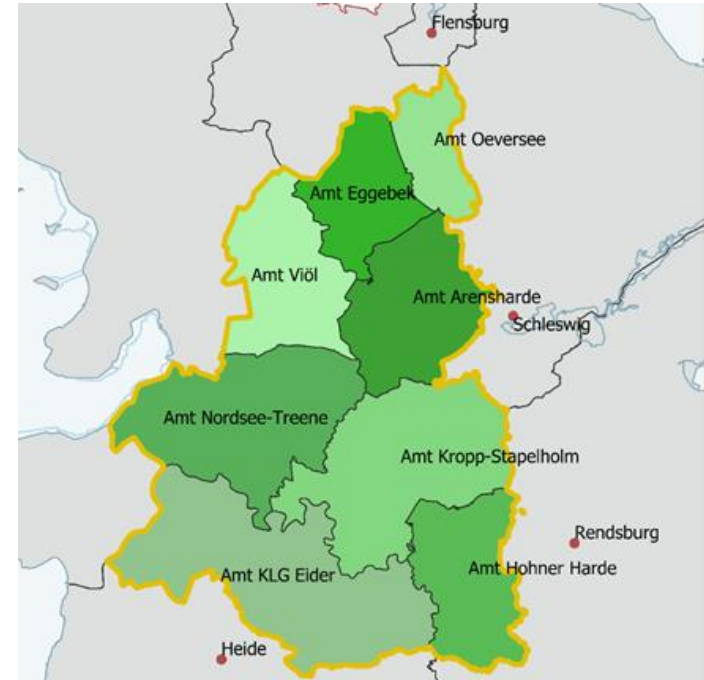 Flensburg
Amt Oeversee
Amt Eggebek
Amt Viöl
Amt Arensharde
Schleswig
Amt Nordsee-Treene
Amt Kropp-Stapelholm
Rendsburg
Amt Hohner Harde
Amt KLG Eider
Heide